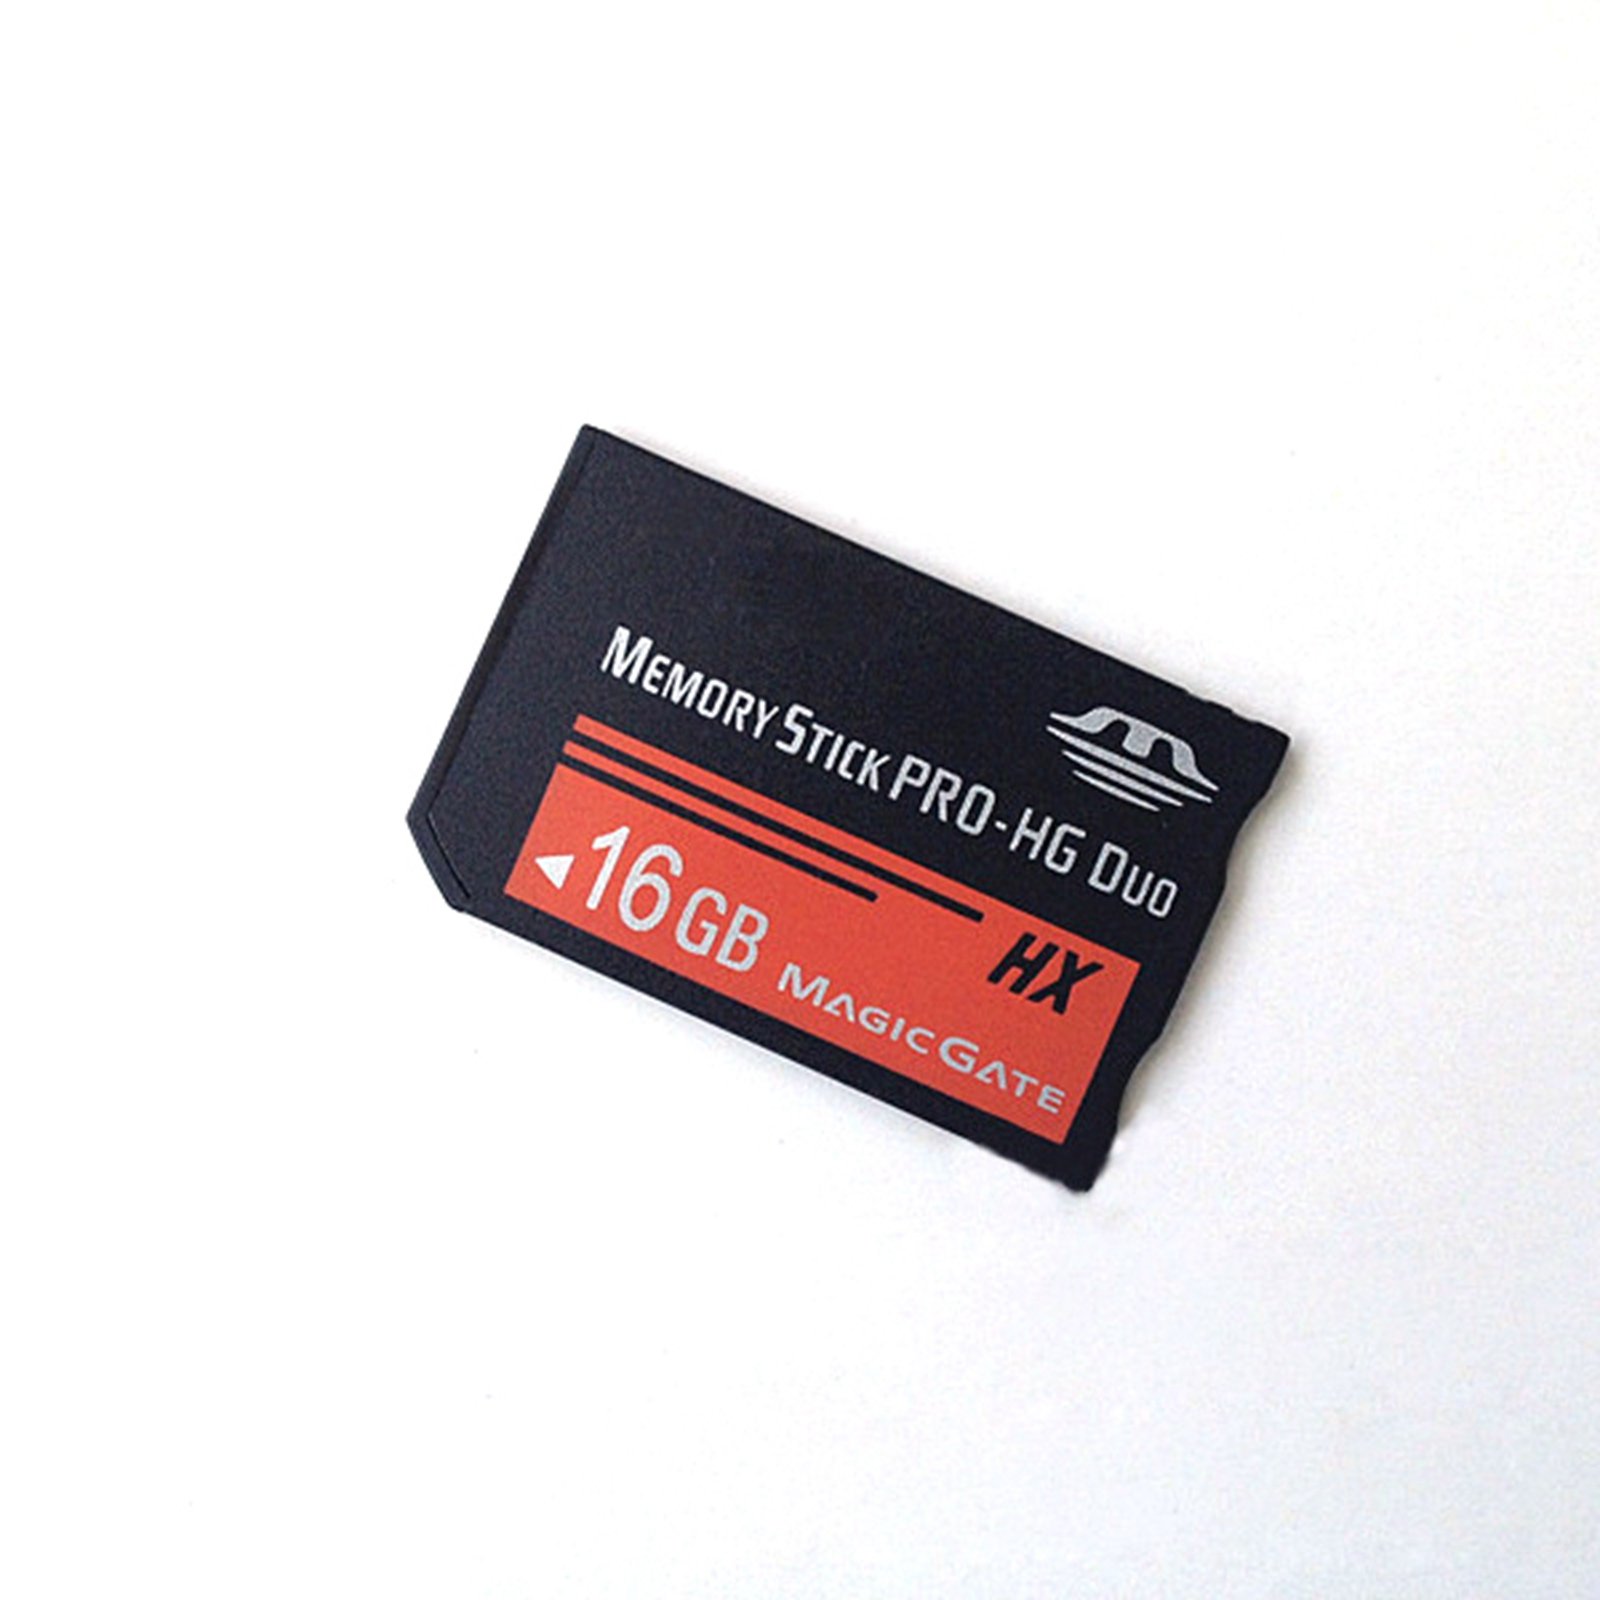 MEMORY STICK PRO-HG DUO
HX
16GB MAGICGATE